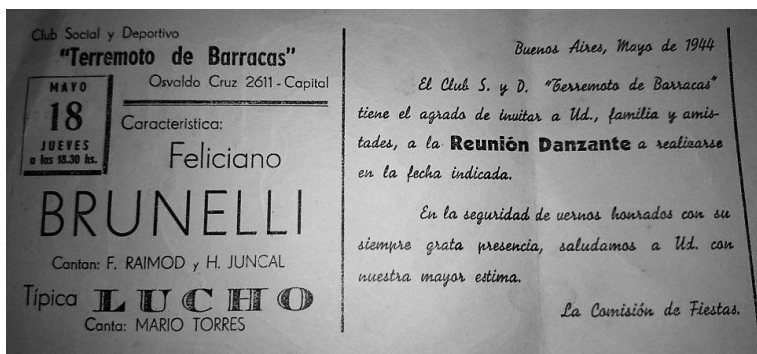 Club Social y Deportivo
"Terremoto de Barracas"
Osvaldo Cruz 2611 - Capital
MAYO
18
JUEVES
a las 18.30 hs.
Caracteristica:
Feliciano
BRUNELLI
Cantan: F. RAIMOD y H. JUNCAL
Típica LUCHO
Canta: MARIO TORRES
Buenos Aires, Mayo de 1944
El Club S. y D. "Terremoto de Barracas"
tiene el agrado de invitar a Ud., familia y amis-
tades, a la Reunión Danzante a realizarse
en la fecha indicada.
En la seguridad de vernos honrados con su
siempre grata presencia, saludamos a Ud. con
nuestra mayor estima.
La Comisión de Fiestas.